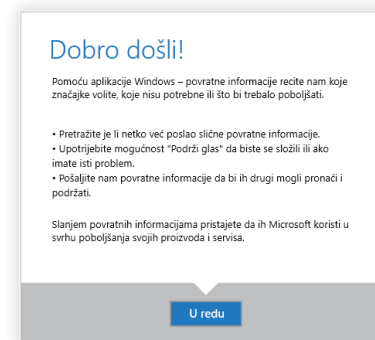 Dobro došli!
Pomoću aplikacije Windows – povratne informacije recite nam koje
značajke volite, koje nisu potrebne ili što bi trebalo poboljšati.
• Pretražite je li netko već poslao slične povratne informacije.
• Upotrijebite mogućnost "Podrži glas" da biste se složili ili ako
imate isti problem.
• Pošaljite nam povratne informacije da bi ih drugi mogli pronaći i
podržati.
Slanjem povratnih informacijama pristajete da ih Microsoft koristi u
svrhu poboljšanja svojih proizvoda i servisa.
U redu